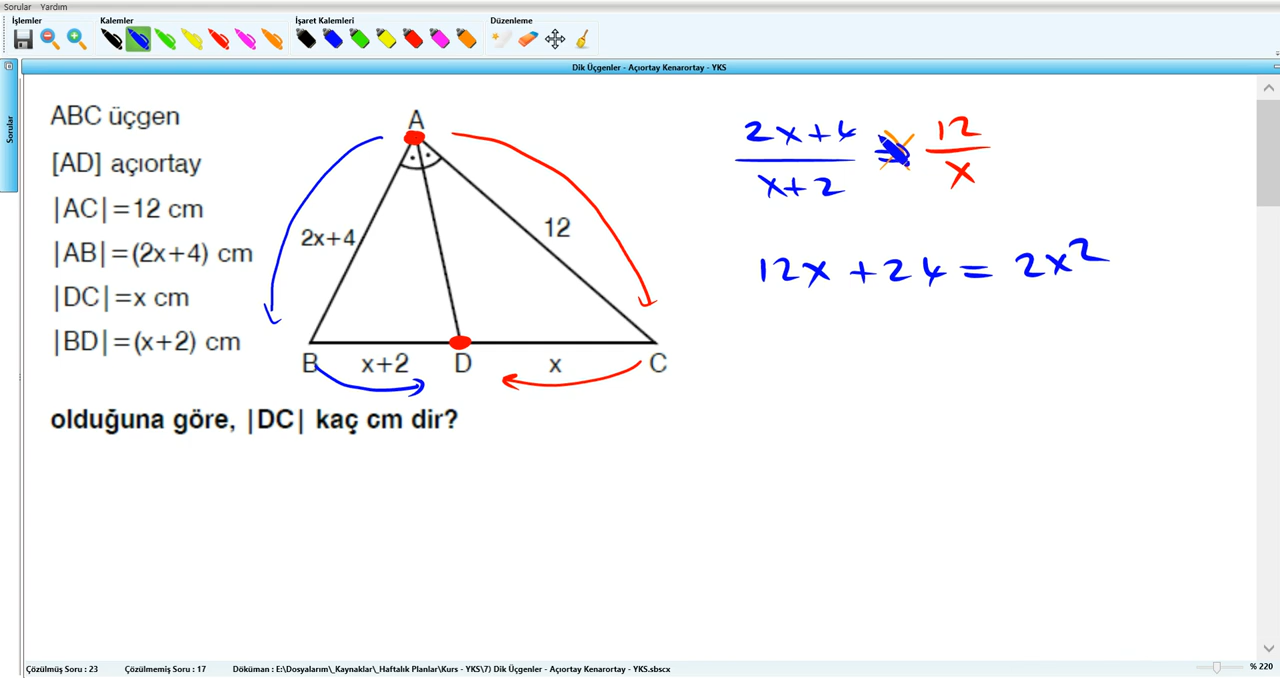 Sorular Yardım
İşlemler Kalemler İşaret Kalemleri Düzenleme
Dik Üçgenler - Açıortay Kenarortay - YKS
Sorular
ABC üçgen
[AD] açıortay
|AC|=12 cm
|AB|=(2x+4) cm
|DC|=x cm
|BD|=(x+2) cm
A
2x+4
12
B x+2 D x C
olduğuna göre, |DC| kaç cm dir?
2x+4 12
x+2 x
12x + 24 = 2x²
Çözülmüş Soru : 23 Çözülmemiş Soru : 17 Döküman : E:\Dosyalarım\_Kaynaklar\_Haftalık Planlar\Kurs - YKS\7) Dik Üçgenler - Açıortay Kenarortay - YKS.sbscx % 220